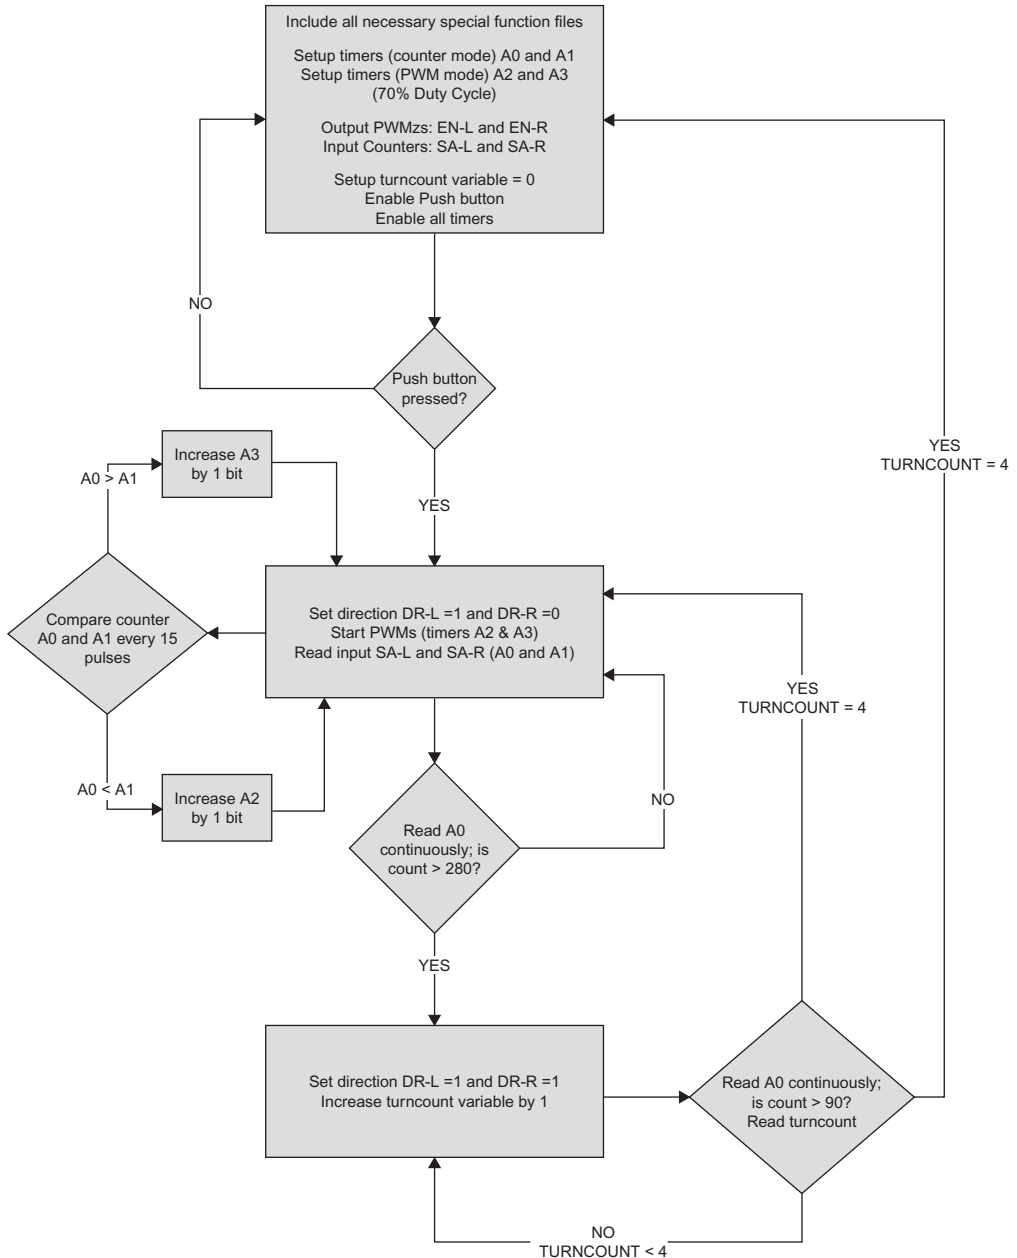 Include all necessary special function files
Setup timers (counter mode) A0 and A1
Setup timers (PWM mode) A2 and A3
(70% Duty Cycle)
Output PWMzs: EN-L and EN-R
Input Counters: SA-L and SA-R
Setup turncount variable = 0
Enable Push button
Enable all timers
NO
Push button
pressed?
YES
TURNCOUNT = 4
Increase A3
by 1 bit
A0 > A1
YES
Compare counter
A0 and A1 every 15
pulses
Set direction DR-L =1 and DR-R =0
Start PWMs (timers A2 & A3)
Read input SA-L and SA-R (A0 and A1)
YES
TURNCOUNT = 4
A0 < A1
Increase A2
by 1 bit
NO
Read A0
continuously; is
count > 280?
YES
Set direction DR-L =1 and DR-R =1
Increase turncount variable by 1
Read A0 continuously;
is count > 90?
Read turncount
NO
TURNCOUNT < 4